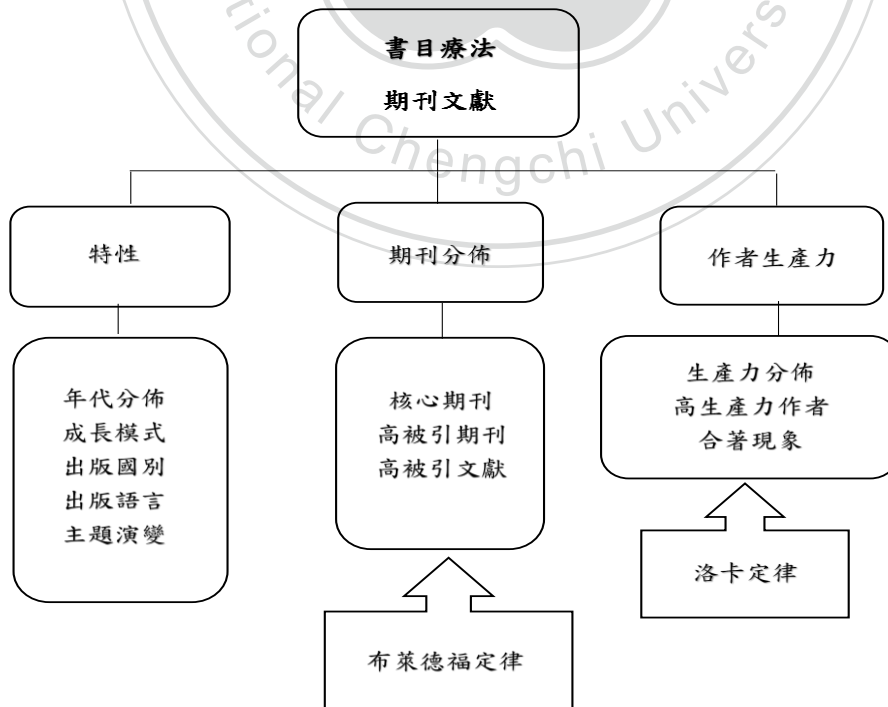 書目療法
期刊文獻
tional Chengchi Univers
特性
期刊分佈
作者生產力
年代分佈
成長模式
出版國別
出版語言
主題演變
核心期刊
高被引期刊
高被引文獻
生產力分佈
高生產力作者
合著現象
布萊德福定律
洛卡定律